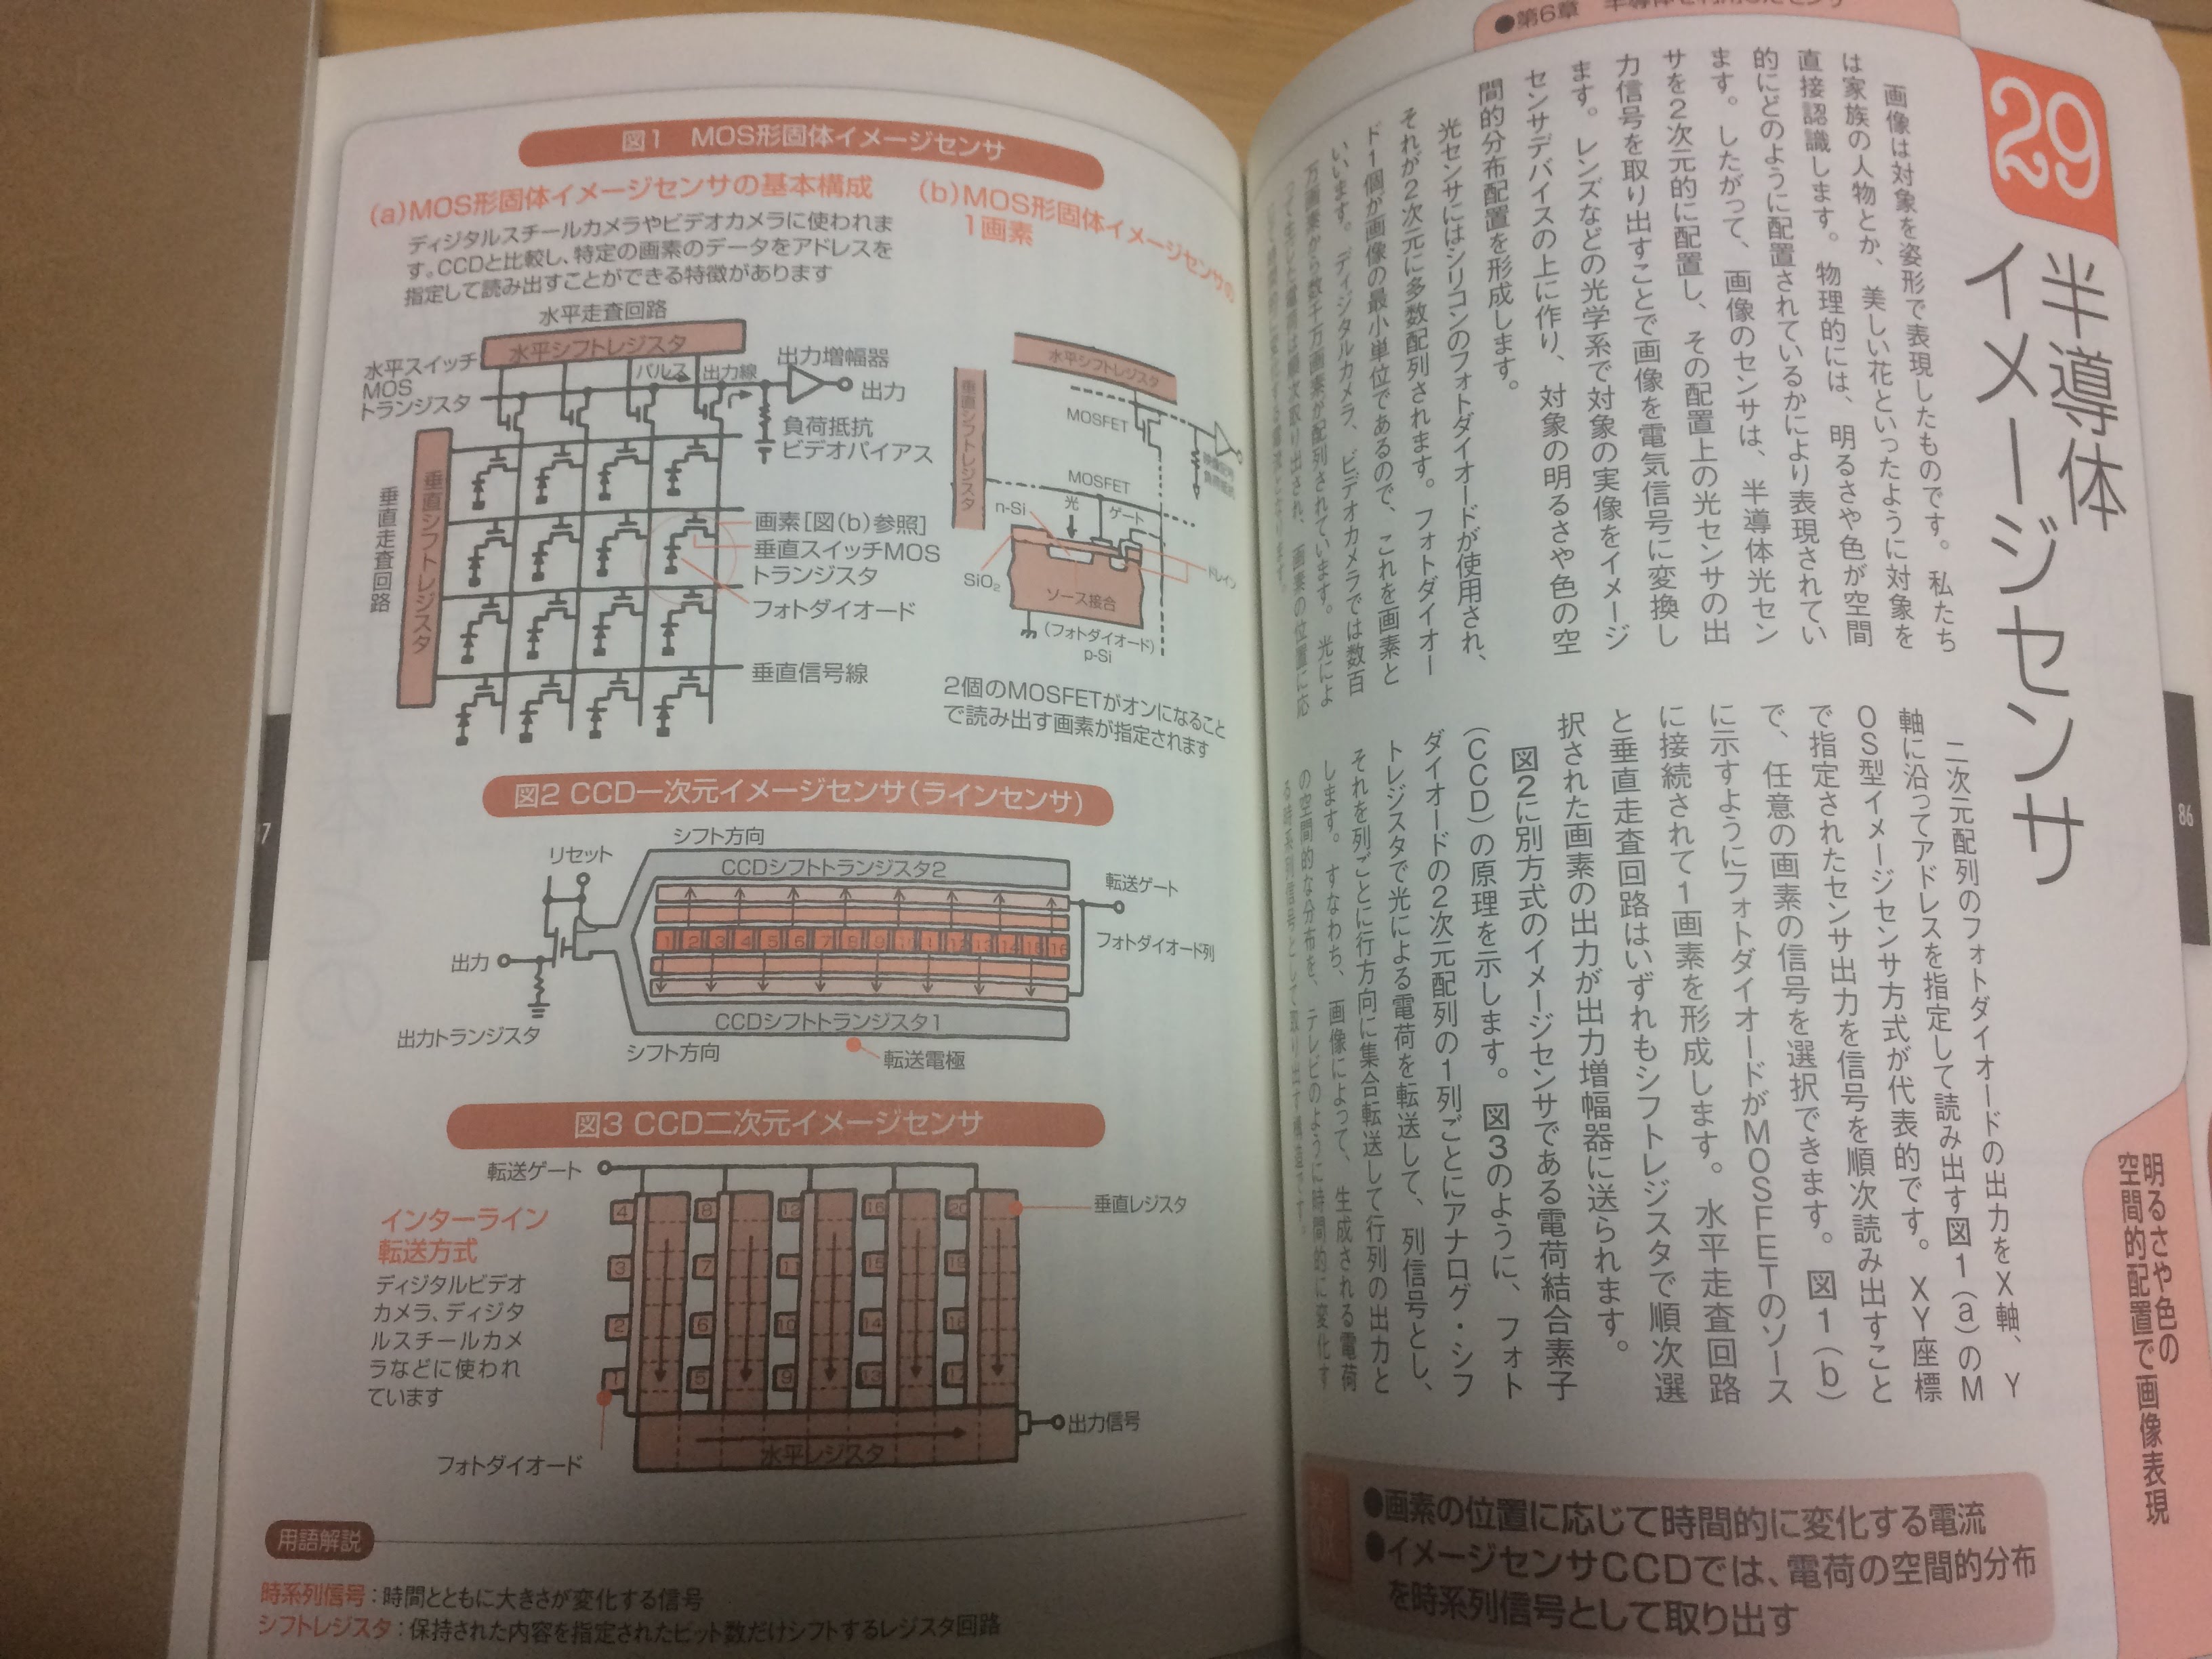 ●第6章 半導体を利用したセンサ
29
半導体
イメージセンサ
明るさや色の
空間的配置で画像表現
画像は対象を姿形で表現したものです。私たち
は家族の人物とか、美しい花といったように対象を
直接認識します。物理的には、明るさや色が空間
的にどのように配置されているかにより表現されてい
ます。したがって、画像のセンサは、半導体光セン
サを2次元的に配置し、その配置上の光センサの出
力信号を取り出すことで画像を電気信号に変換し
ます。レンズなどの光学系で対象の実像をイメージ
センサデバイスの上に作り、対象の明るさや色の空
間的分布配置を形成します。
光センサにはシリコンのフォトダイオードが使用され、
それが2次元に多数配列されます。フォトダイオー
ド1個が画像の最小単位であるので、これを画素と
いいます。ディジタルカメラ、ビデオカメラでは数百
万画素から数千万画素が配列されています。光によ
って生じた電荷は順次取り出され、画素の位置に応
二次元配列のフォトダイオードの出力をX軸、Y
軸に沿ってアドレスを指定して読み出す図1(a)のM
OS型イメージセンサ方式が代表的です。XY座標
で指定されたセンサ出力を信号を順次読み出すこと
で、任意の画素の信号を選択できます。図1(b)
に示すようにフォトダイオードがMOSFETのソース
に接続されて1画素を形成します。水平走査回路
と垂直走査回路はいずれもシフトレジスタで順次選
択された画素の出力が出力増幅器に送られます。
図2に別方式のイメージセンサである電荷結合素子
(CCD)の原理を示します。図3のように、フォト
ダイオードの2次元配列の1列ごとにアナログ・シフ
トレジスタで光による電荷を転送して、列信号とし、
それを列ごとに行方向に集合転送して行列の出力と
します。すなわち、画像によって、生成される電荷
の空間的な分布を、テレビのように時間的に変化す
る時系列信号として取り出す構造です。
●画素の位置に応じて時間的に変化する電流
●イメージセンサCCDでは、電荷の空間的分布
を時系列信号として取り出す
86
図1 MOS形固体イメージセンサ
(a)MOS形固体イメージセンサの基本構成
ディジタルスチールカメラやビデオカメラに使われま
す。CCDと比較し、特定の画素のデータをアドレスを
指定して読み出すことができる特徴があります
水平走査回路
水平シフトレジスタ
水平スイッチ
MOS
トランジスタ
パルス
出力線
出力増幅器
出力
負荷抵抗
ビデオバイアス
垂直走査回路
垂直シフトレジスタ
画素[図(b)参照]
垂直スイッチMOS
トランジスタ
フォトダイオード
垂直信号線
(b)MOS形固体イメージセンサの
1画素
水平シフトレジスタ
垂直シフトレジスタ
MOSFET
MOSFET
n-Si
光
ゲート
SiO₂
ドレイン
ソース接合
(フォトダイオード)
p-Si
2個のMOSFETがオンになること
で読み出す画素が指定されます
図2 CCD一次元イメージセンサ(ラインセンサ)
シフト方向
リセット
CCDシフトトランジスタ2
転送ゲート
1 2 3 4 5 6 7 8 9 10 11 12 13 14 15 16
フォトダイオード列
出力
出力トランジスタ
CCDシフトトランジスタ1
シフト方向
転送電極
図3 CCD二次元イメージセンサ
転送ゲート
垂直レジスタ
インターライン
転送方式
ディジタルビデオ
カメラ、ディジタ
ルスチールカメ
ラなどに使われ
ています
4 8 12 16 20
3 7 11 15 19
2 6 10 14 18
1 5 9 13 17
水平レジスタ
出力信号
フォトダイオード
用語解説
時系列信号:時間とともに大きさが変化する信号
シフトレジスタ:保持された内容を指定されたビット数だけシフトするレジスタ回路
7